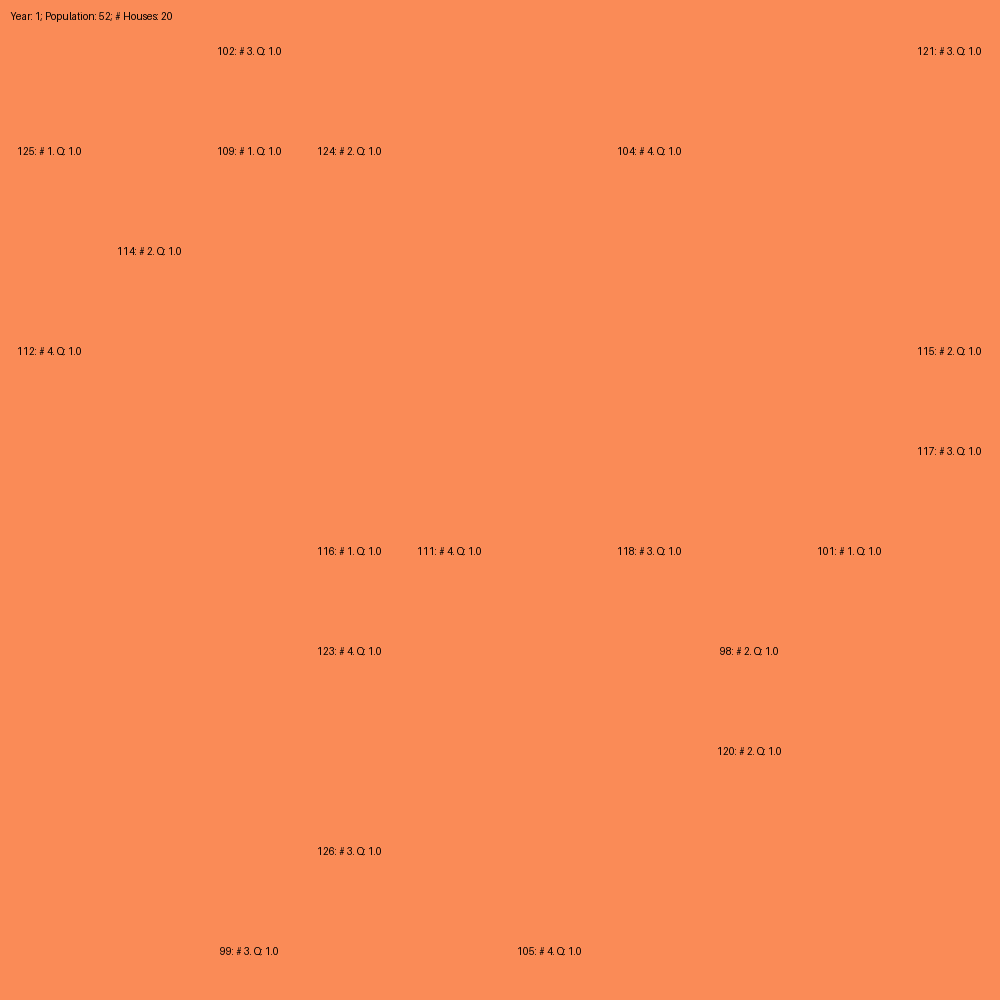 Year: 1; Population: 52; # Houses: 20
102: # 3. Q: 1.0
121: # 3. Q: 1.0
125: # 1. Q: 1.0
109: # 1. Q: 1.0
124: # 2. Q: 1.0
104: # 4. Q: 1.0
114: # 2. Q: 1.0
112: # 4. Q: 1.0
115: # 2. Q: 1.0
117: # 3. Q: 1.0
116: # 1. Q: 1.0
111: # 4. Q: 1.0
118: # 3. Q: 1.0
101: # 1. Q: 1.0
123: # 4. Q: 1.0
98: # 2. Q: 1.0
120: # 2. Q: 1.0
126: # 3. Q: 1.0
99: # 3. Q: 1.0
105: # 4. Q: 1.0